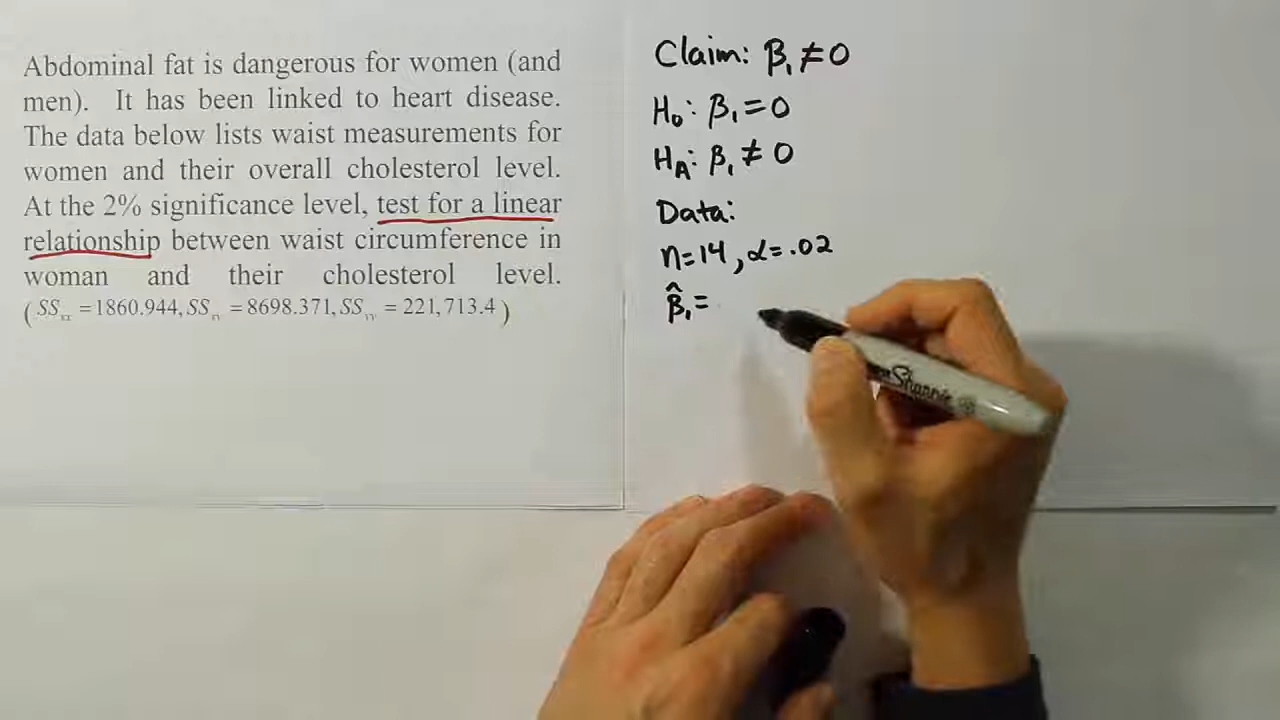 Abdominal fat is dangerous for women (and
men). It has been linked to heart disease.
The data below lists waist measurements for
women and their overall cholesterol level.
At the 2% significance level, test for a linear
relationship between waist circumference in
woman and their cholesterol level.
(SSxx = 1860.944, SSxy = 8698.371, SSyy = 221,713.4)
Claim: β₁ ≠ 0
H₀: β₁ = 0
HA: β₁ ≠ 0
Data:
n=14, α=.02
β̂₁=
Sharpie